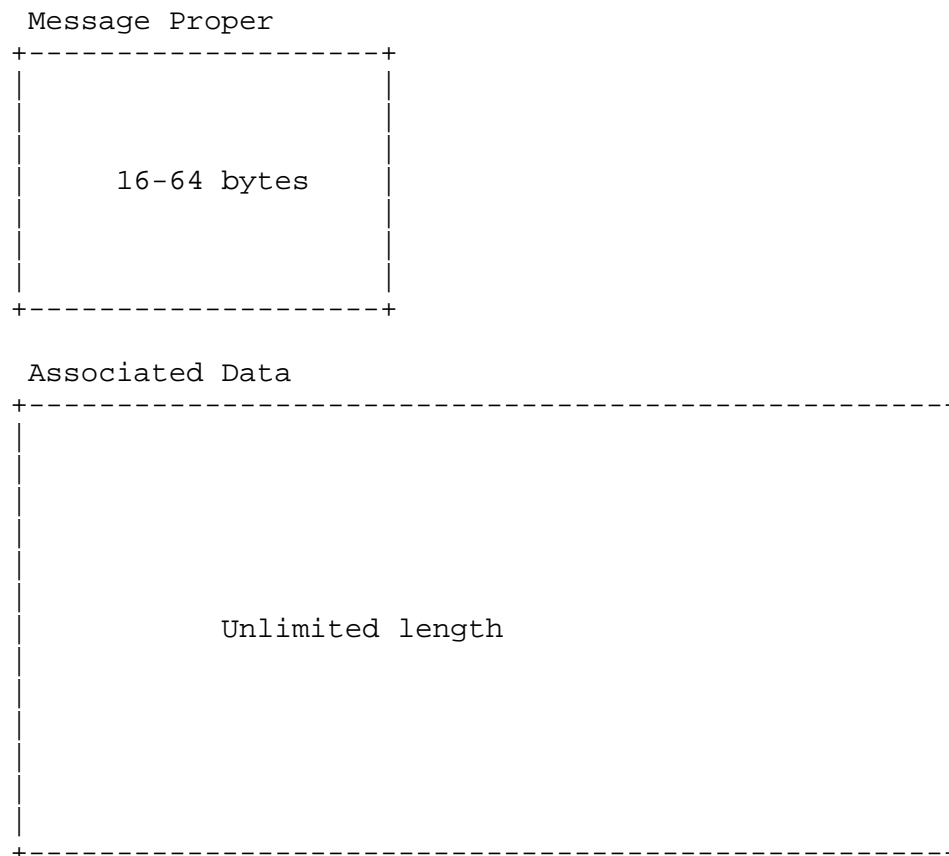 Message Proper
16-64 bytes
Associated Data
Unlimited length